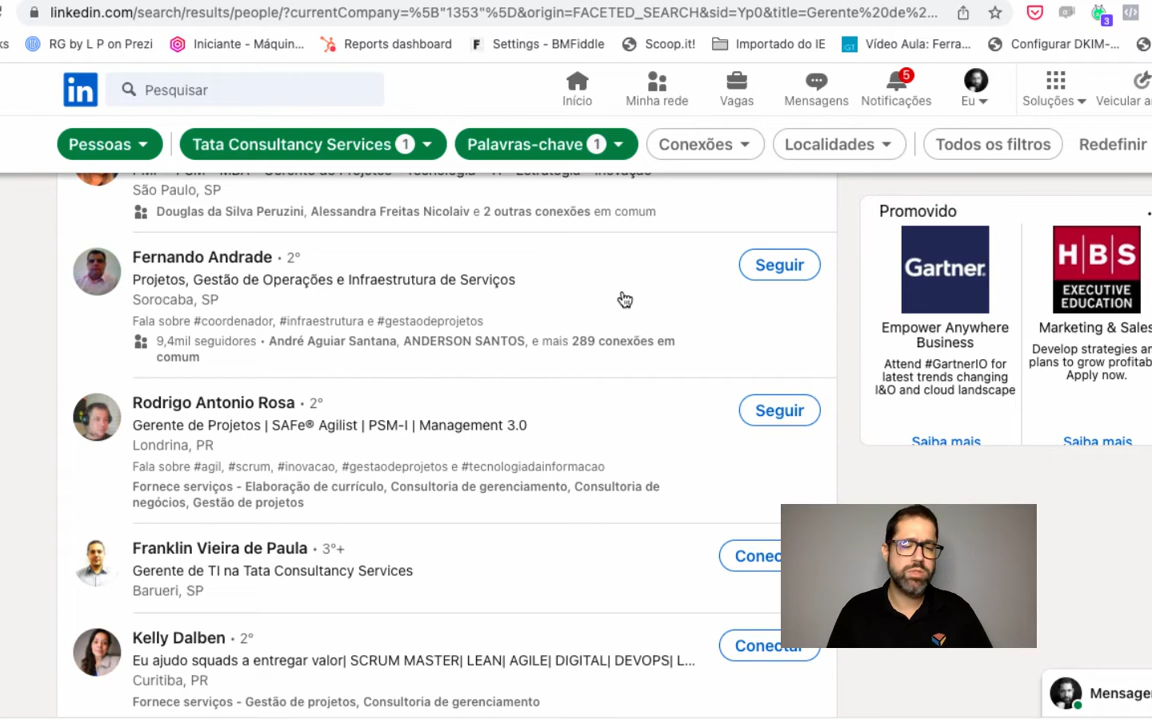 linkedin.com/search/results/people/?currentCompany=%5B"1353"%5D&origin=FACETED_SEARCH&sid=Yp0&title=Gerente%20de%2...
3
RG by L P on Prezi
Iniciante - Máquin...
Reports dashboard
F Settings - BMFiddle
Scoop.it!
Importado do IE
Vídeo Aula: Ferra...
Configurar DKIM-...
in
Pesquisar
Início
Minha rede
Vagas
Mensagens
5
Notificações
Eu
Soluções
Veicular a
Pessoas
Tata Consultancy Services 1
Palavras-chave 1
Conexões
Localidades
Todos os filtros
Redefinir
São Paulo, SP
Douglas da Silva Peruzini, Alessandra Freitas Nicolaiv e 2 outras conexões em comum
Fernando Andrade • 2°
Projetos, Gestão de Operações e Infraestrutura de Serviços
Sorocaba, SP
Fala sobre #coordenador, #infraestrutura e #gestaodeprojetos
9,4mil seguidores • André Aguiar Santana, ANDERSON SANTOS, e mais 289 conexões em
comum
Seguir
Rodrigo Antonio Rosa • 2°
Gerente de Projetos | SAFe® Agilist | PSM-I | Management 3.0
Londrina, PR
Fala sobre #agil, #scrum, #inovacao, #gestaodeprojetos e #tecnologiadainformacao
Fornece serviços - Elaboração de currículo, Consultoria de gerenciamento, Consultoria de
negócios, Gestão de projetos
Seguir
Franklin Vieira de Paula • 3°+
Gerente de TI na Tata Consultancy Services
Barueri, SP
Conec
Kelly Dalben • 2°
Eu ajudo squads a entregar valor| SCRUM MASTER| LEAN| AGILE| DIGITAL| DEVOPS| L...
Curitiba, PR
Fornece serviços - Gestão de projetos, Consultoria de gerenciamento
Conectar
Promovido
Gartner
Empower Anywhere
Business
Attend #GartnerIO for
latest trends changing
I&O and cloud landscape
Saiba mais
HBS
EXECUTIVE
EDUCATION
Marketing & Sales
Develop strategies an
plans to grow profitab
Apply now.
Saiba mais
Mensagen